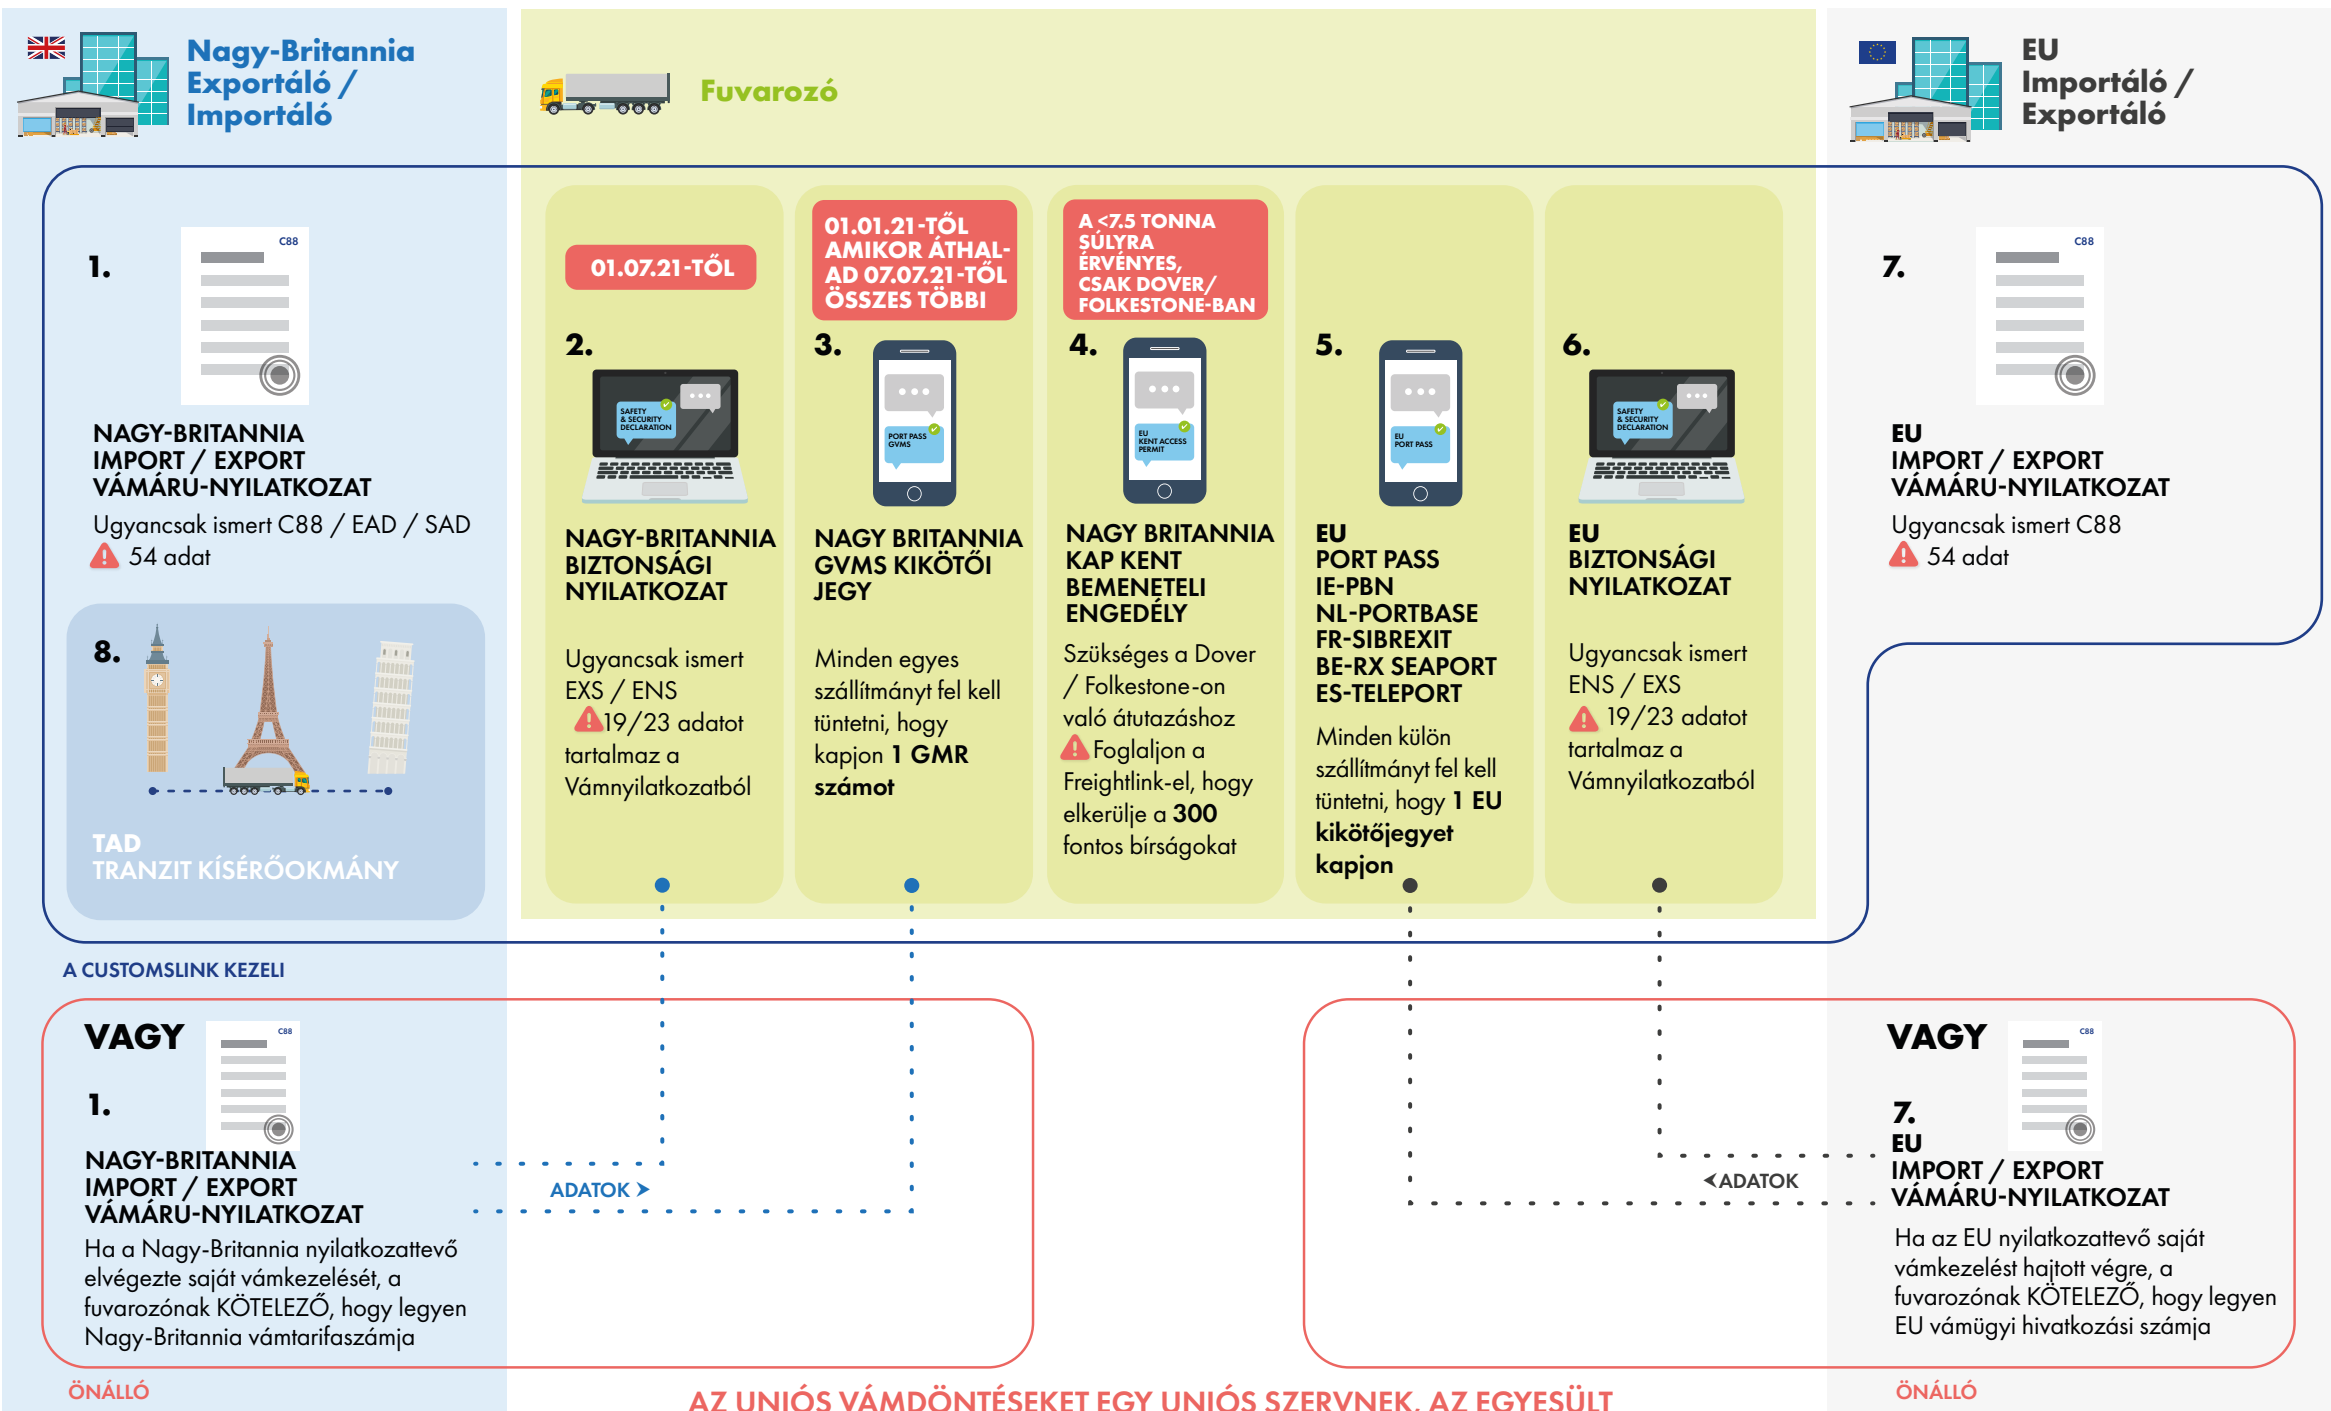 Nagy-Britannia
Exportáló /
Importáló
Fuvarozó
EU
Importáló /
Exportáló
1.
C88
NAGY-BRITANNIA
IMPORT / EXPORT
VÁMÁRU-NYILATKOZAT
Ugyancsak ismert C88 / EAD / SAD
54 adat
8.
TAD
TRANZIT KÍSÉRŐOKMÁNY
01.07.21-TŐL
2.
SAFETY
& SECURITY
DECLARATION
NAGY-BRITANNIA
BIZTONSÁGI
NYILATKOZAT
Ugyancsak ismert
EXS / ENS
19/23 adatot
tartalmaz a
Vámnyilatkozatból
01.01.21-TŐL
AMIKOR ÁTHAL-
AD 07.07.21-TŐL
ÖSSZES TÖBBI
3.
PORT PASS
GVMS
NAGY BRITANNIA
GVMS KIKÖTŐI
JEGY
Minden egyes
szállítmányt fel kell
tüntetni, hogy
kapjon 1 GMR
számot
A <7.5 TONNA
SÚLYRA
ÉRVÉNYES,
CSAK DOVER/
FOLKESTONE-BAN
4.
EU
KENT ACCESS
PERMIT
NAGY BRITANNIA
KAP KENT
BEMENETELI
ENGEDÉLY
Szükséges a Dover
/ Folkestone-on
való átutazáshoz
Foglaljon a
Freightlink-el, hogy
elkerülje a 300
fontos bírságokat
5.
EU
PORT PASS
EU
PORT PASS
IE-PBN
NL-PORTBASE
FR-SIBREXIT
BE-RX SEAPORT
ES-TELEPORT
Minden külön
szállítmányt fel kell
tüntetni, hogy 1 EU
kikötőjegyet
kapjon
6.
SAFETY
& SECURITY
DECLARATION
EU
BIZTONSÁGI
NYILATKOZAT
Ugyancsak ismert
ENS / EXS
19/23 adatot
tartalmaz a
Vámnyilatkozatból
7.
C88
EU
IMPORT / EXPORT
VÁMÁRU-NYILATKOZAT
Ugyancsak ismert C88
54 adat
A CUSTOMSLINK KEZELI
VAGY
C88
1.
NAGY-BRITANNIA
IMPORT / EXPORT
VÁMÁRU-NYILATKOZAT
Ha a Nagy-Britannia nyilatkozattevő
elvégezte saját vámkezelését, a
fuvarozónak KÖTELEZŐ, hogy legyen
Nagy-Britannia vámtarifaszámja
ADATOK
ÖNÁLLÓ
ADATOK
VAGY
C88
7.
EU
IMPORT / EXPORT
VÁMÁRU-NYILATKOZAT
Ha az EU nyilatkozattevő saját
vámkezelést hajtott végre, a
fuvarozónak KÖTELEZŐ, hogy legyen
EU vámügyi hivatkozási számja
ÖNÁLLÓ
AZ UNIÓS VÁMDÖNTÉSEKET EGY UNIÓS SZERVNEK, AZ EGYESÜLT